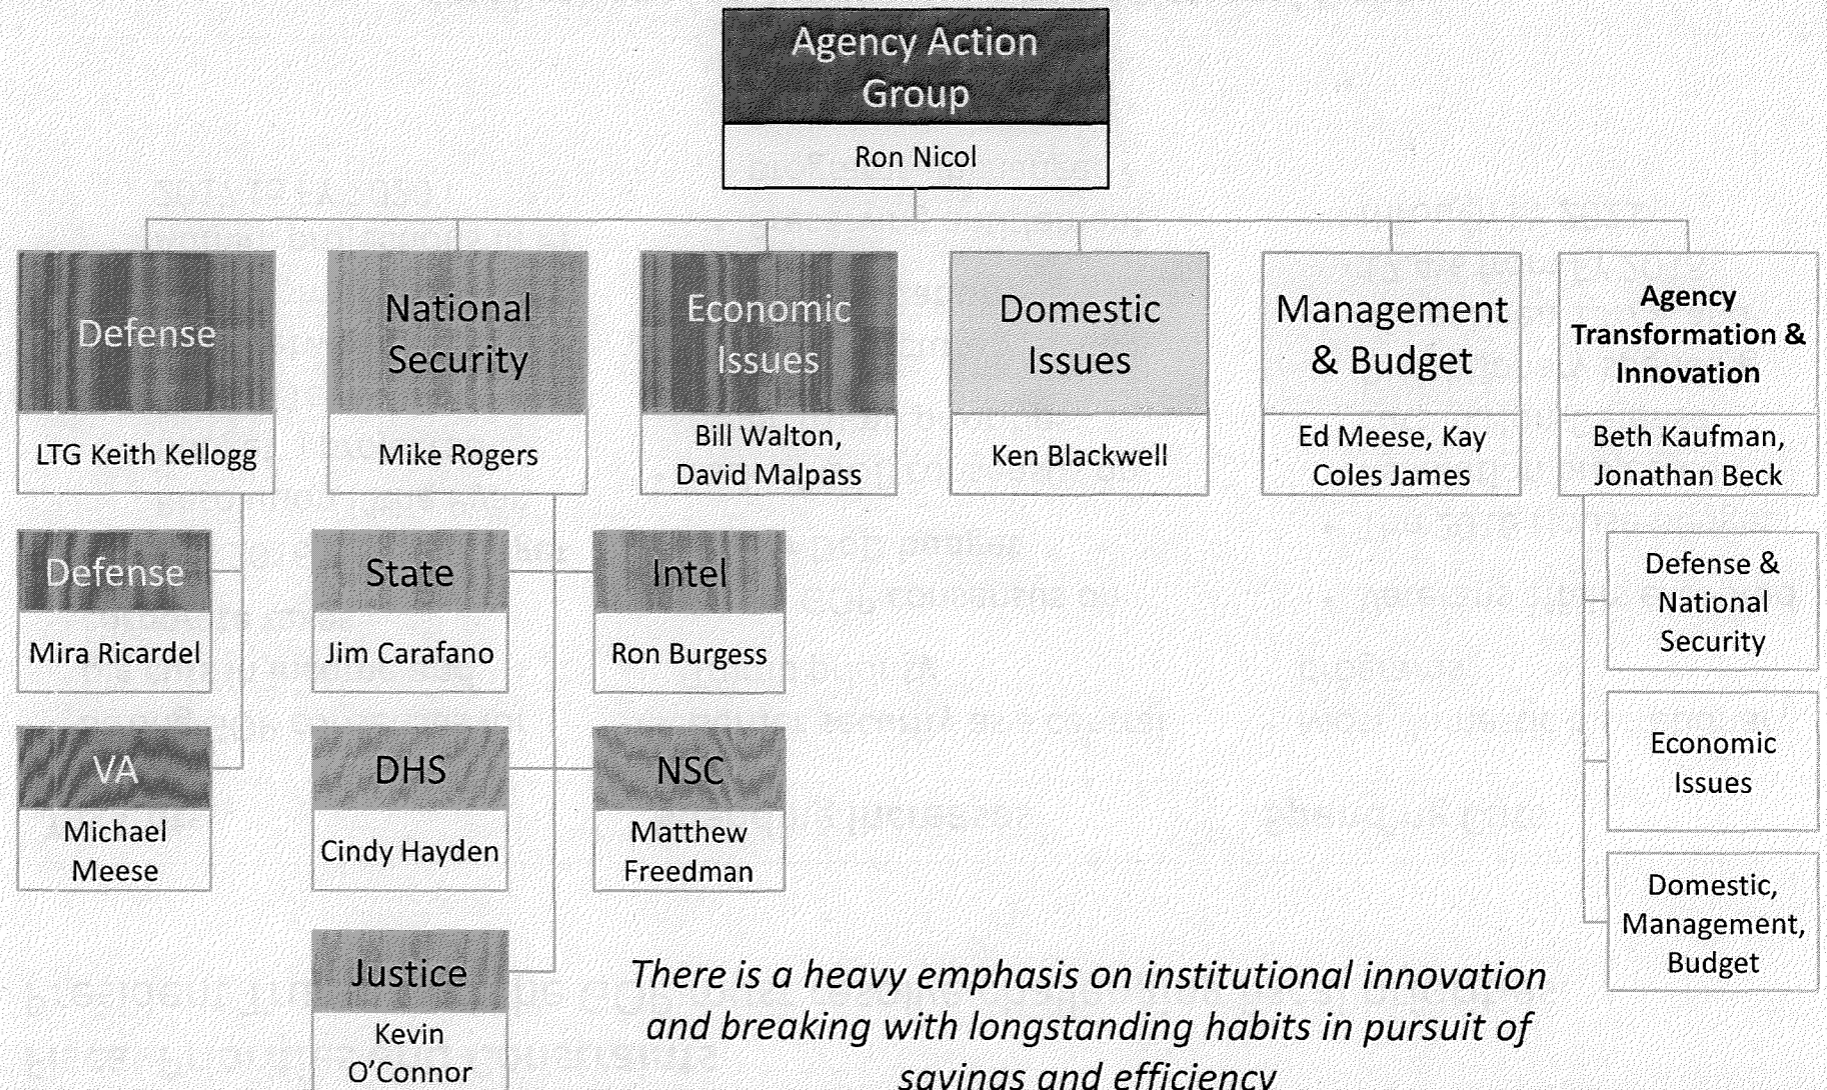 Agency Action
Group
Ron Nicol
Defense
LTG Keith Kellogg
National
Security
Mike Rogers
Economic
Issues
Bill Walton,
David Malpass
Domestic
Issues
Ken Blackwell
Management
& Budget
Ed Meese, Kay
Coles James
Agency
Transformation &
Innovation
Beth Kaufman,
Jonathan Beck
Defense
Mira Ricardel
VA
Michael
Meese
State
Jim Carafano
Intel
Ron Burgess
DHS
Cindy Hayden
NSC
Matthew
Freedman
Justice
Kevin
O'Connor
Defense &
National
Security
Economic
Issues
Domestic,
Management,
Budget
There is a heavy emphasis on institutional innovation
and breaking with longstanding habits in pursuit of
savings and efficiency